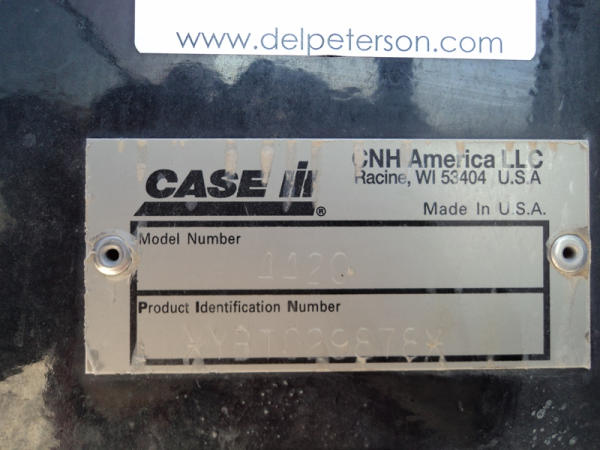 www.delpeterson.com
CASE IH®
CNH America LLC
Racine, WI 53404 U.S.A
Made In U.S.A.
Model Number
1120
Product Identification Number